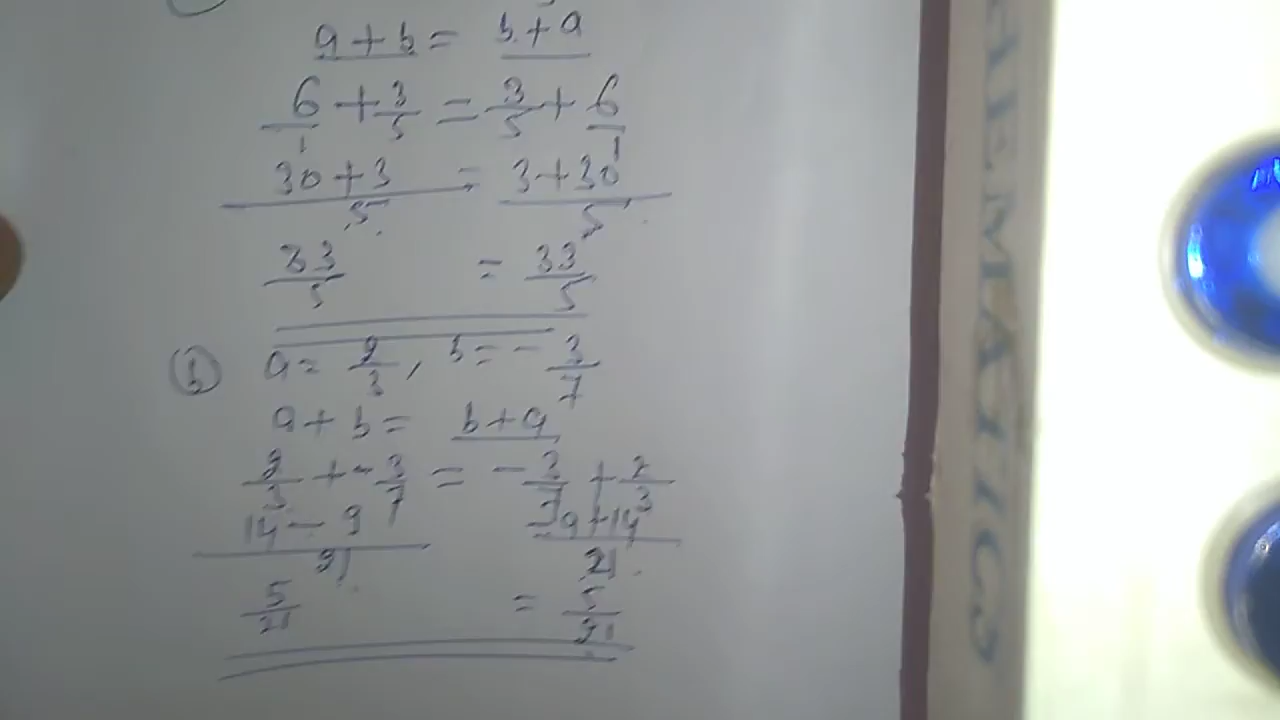 a + b = b + a
6/1 + 3/5 = 3/5 + 6/1
30 + 3/5 = 3 + 30/5
33/5 = 33/5
(b) a = 2/3, b = - 3/7
a + b = b + a
2/3 + - 3/7 = - 3/7 + 2/3
14 - 9/21 -9 + 14/21
5/21 = 5/21